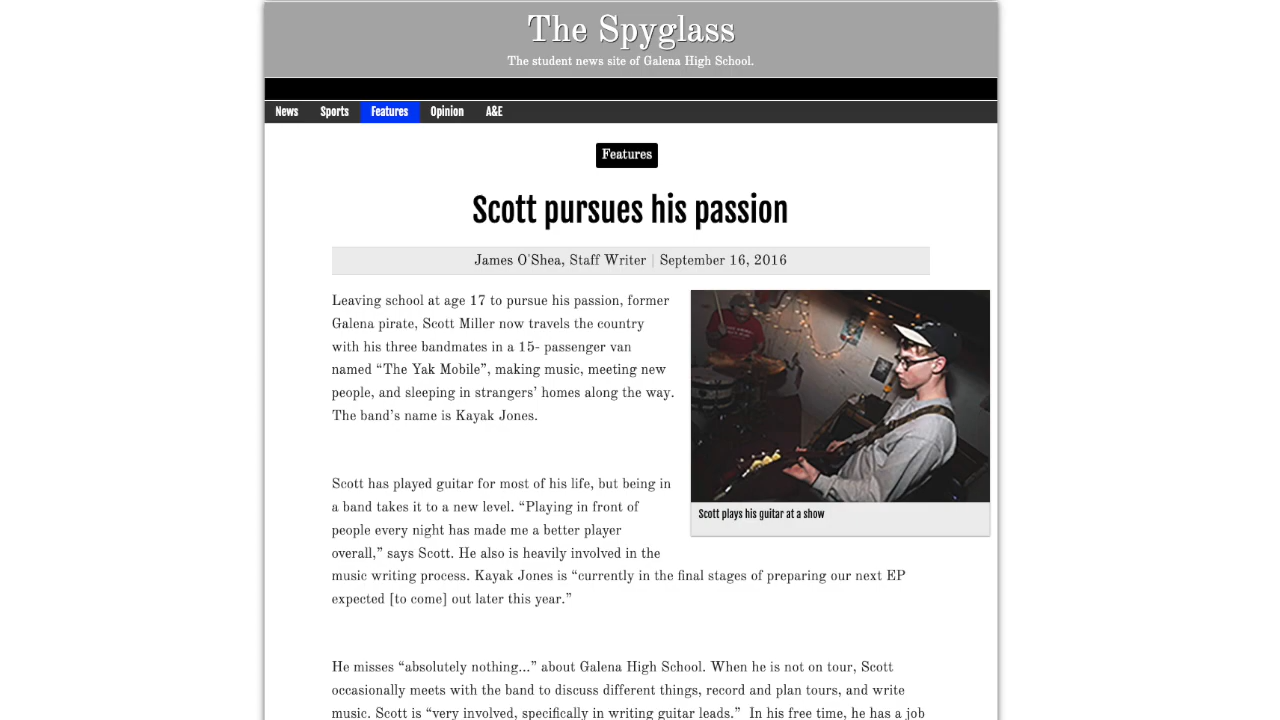 The Spyglass
The student news site of Galena High School.
News Sports Features Opinion A&E
Features
Scott pursues his passion
James O'Shea, Staff Writer | September 16, 2016
Leaving school at age 17 to pursue his passion, former
Galena pirate, Scott Miller now travels the country
with his three bandmates in a 15- passenger van
named “The Yak Mobile”, making music, meeting new
people, and sleeping in strangers’ homes along the way.
The band’s name is Kayak Jones.
Scott plays his guitar at a show
Scott has played guitar for most of his life, but being in
a band takes it to a new level. “Playing in front of
people every night has made me a better player
overall,” says Scott. He also is heavily involved in the
music writing process. Kayak Jones is “currently in the final stages of preparing our next EP
expected [to come] out later this year.”
He misses “absolutely nothing...” about Galena High School. When he is not on tour, Scott
occasionally meets with the band to discuss different things, record and plan tours, and write
music. Scott is “very involved, specifically in writing guitar leads.”  In his free time, he has a job